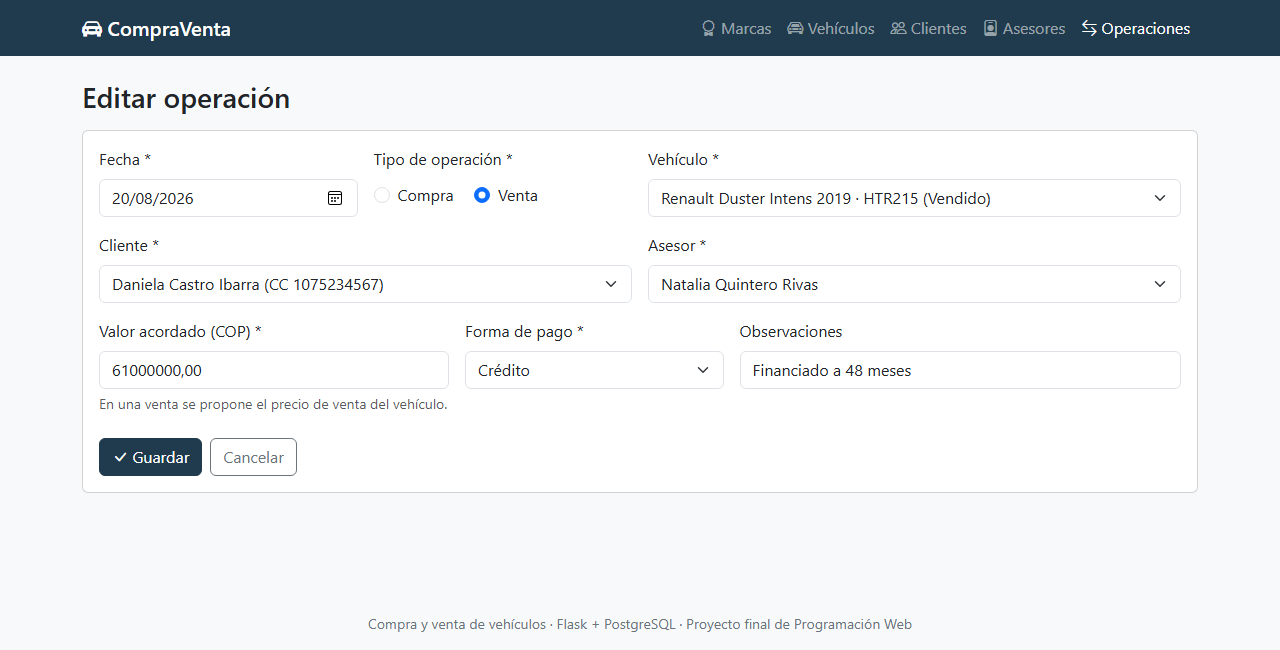 CompraVenta
Marcas Vehículos Clientes Asesores Operaciones
Editar operación
Fecha * Tipo de operación * Vehículo *
20/08/2026 Compra Venta Renault Duster Intens 2019 · HTR215 (Vendido)
Cliente * Asesor *
Daniela Castro Ibarra (CC 1075234567) Natalia Quintero Rivas
Valor acordado (COP) * Forma de pago * Observaciones
61000000,00 Crédito Financiado a 48 meses
En una venta se propone el precio de venta del vehículo.
Guardar Cancelar
Compra y venta de vehículos · Flask + PostgreSQL · Proyecto final de Programación Web